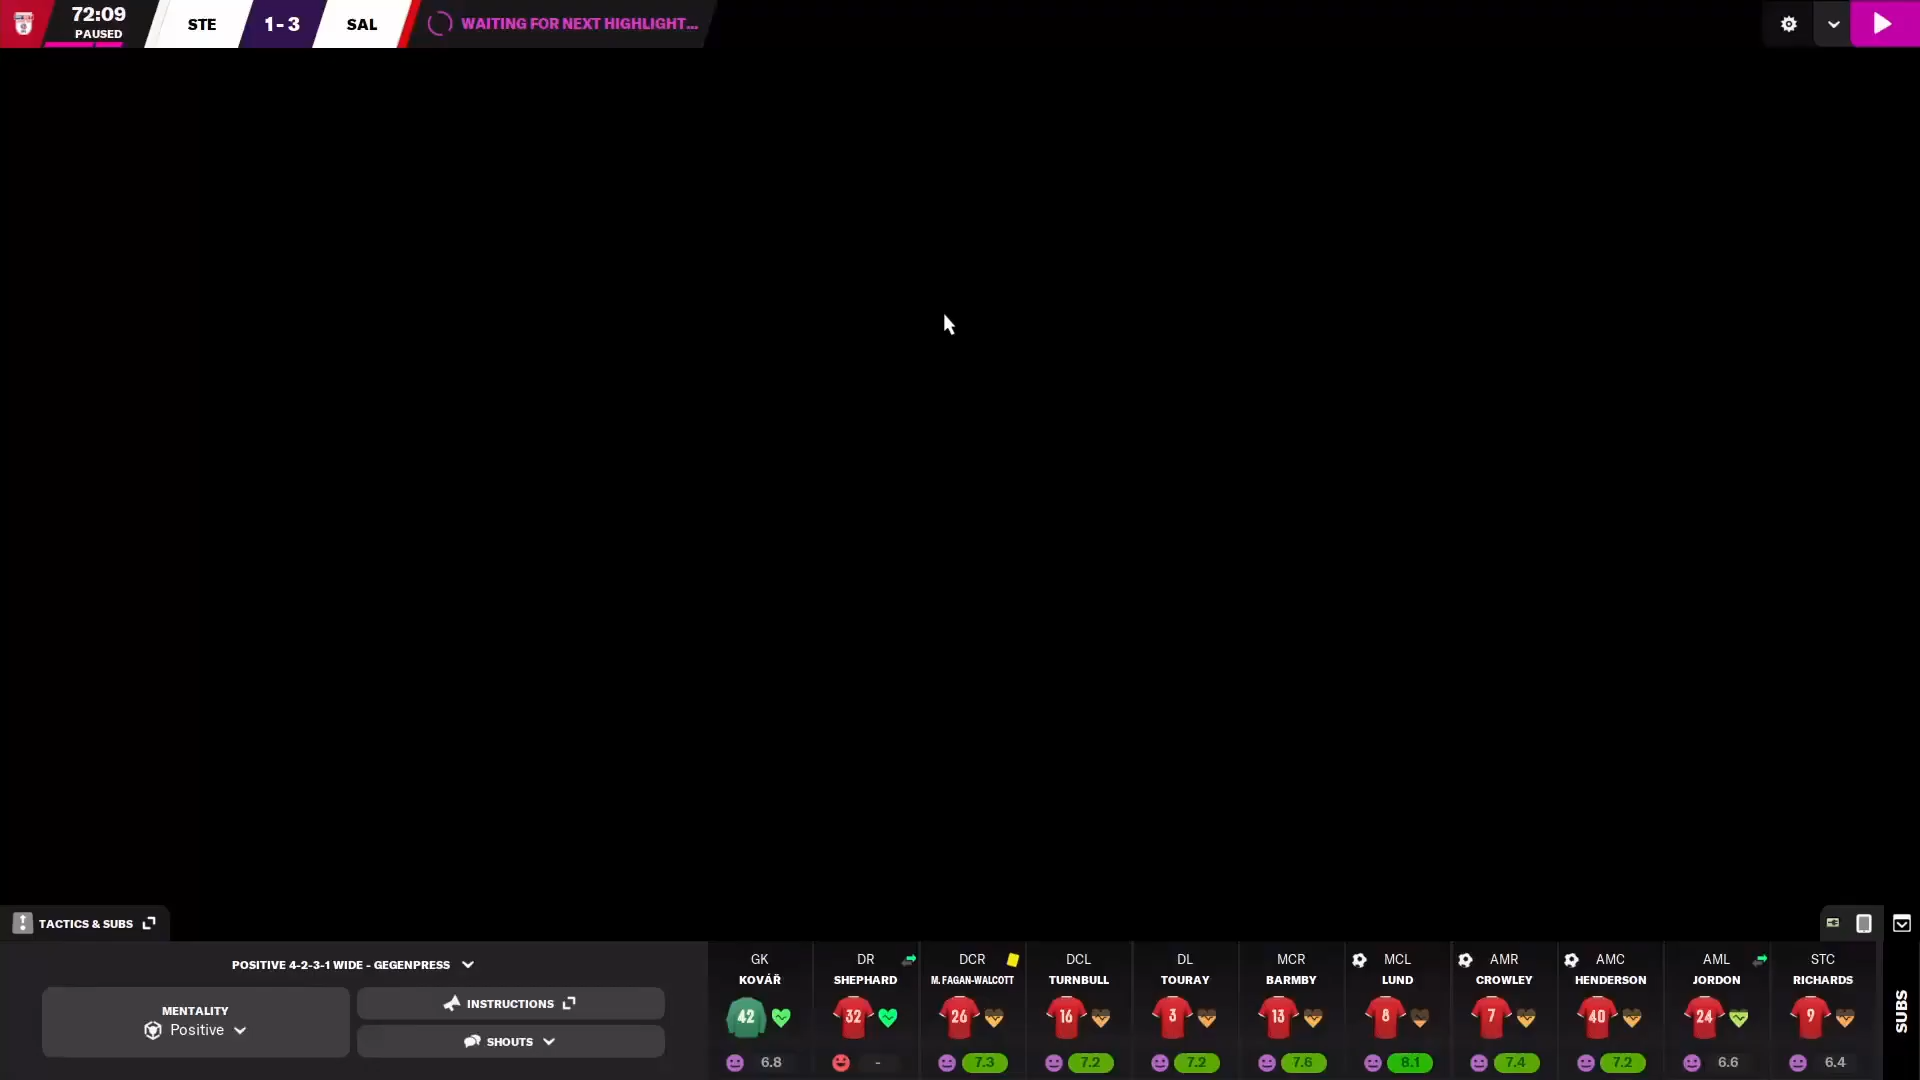 72:09
PAUSED
STE
1 - 3
SAL
WAITING FOR NEXT HIGHLIGHT...
TACTICS & SUBS
POSITIVE 4-2-3-1 WIDE - GEGENPRESS
MENTALITY
Positive
INSTRUCTIONS
SHOUTS
GK
KOVÁŘ
42
6.8
DR
SHEPHARD
32
-
DCR
M. FAGAN-WALCOTT
26
7.3
DCL
TURNBULL
16
7.2
DL
TOURAY
3
7.2
MCR
BARMBY
13
7.6
MCL
LUND
8
8.1
AMR
CROWLEY
7
7.4
AMC
HENDERSON
40
7.2
AML
JORDON
24
6.6
STC
RICHARDS
9
6.4
SUBS